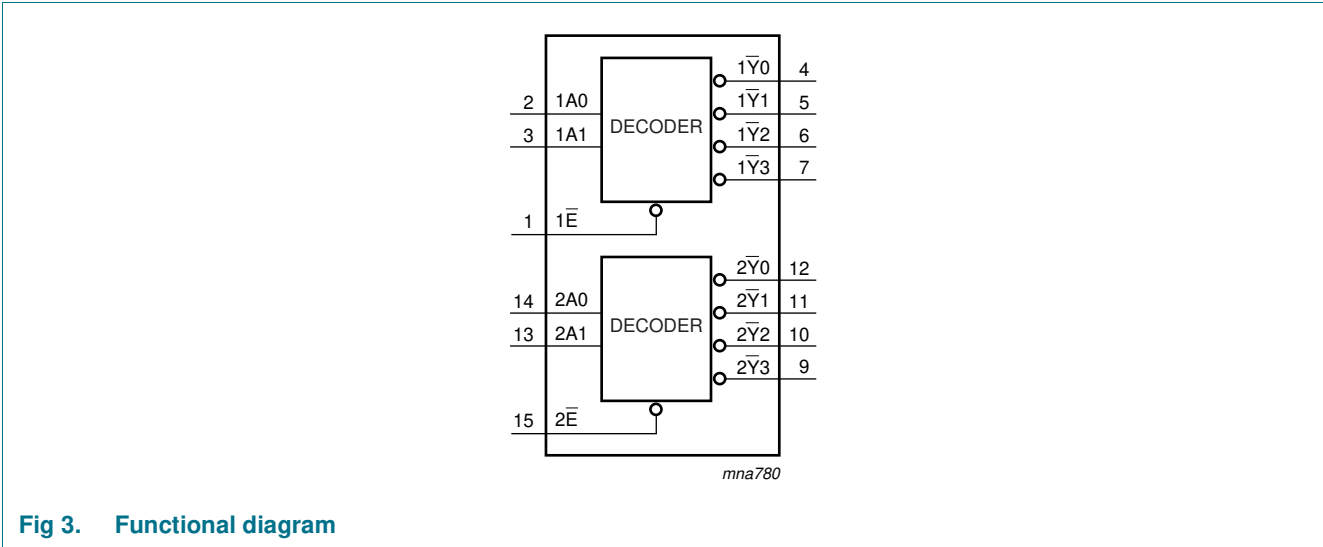 1Y̅0 4
2 1A0 1Y̅1 5
DECODER
3 1A1 1Y̅2 6
1Y̅3 7
1 1E̅
2Y̅0 12
14 2A0 2Y̅1 11
DECODER
13 2A1 2Y̅2 10
2Y̅3 9
15 2E̅
mna780
Fig 3. Functional diagram